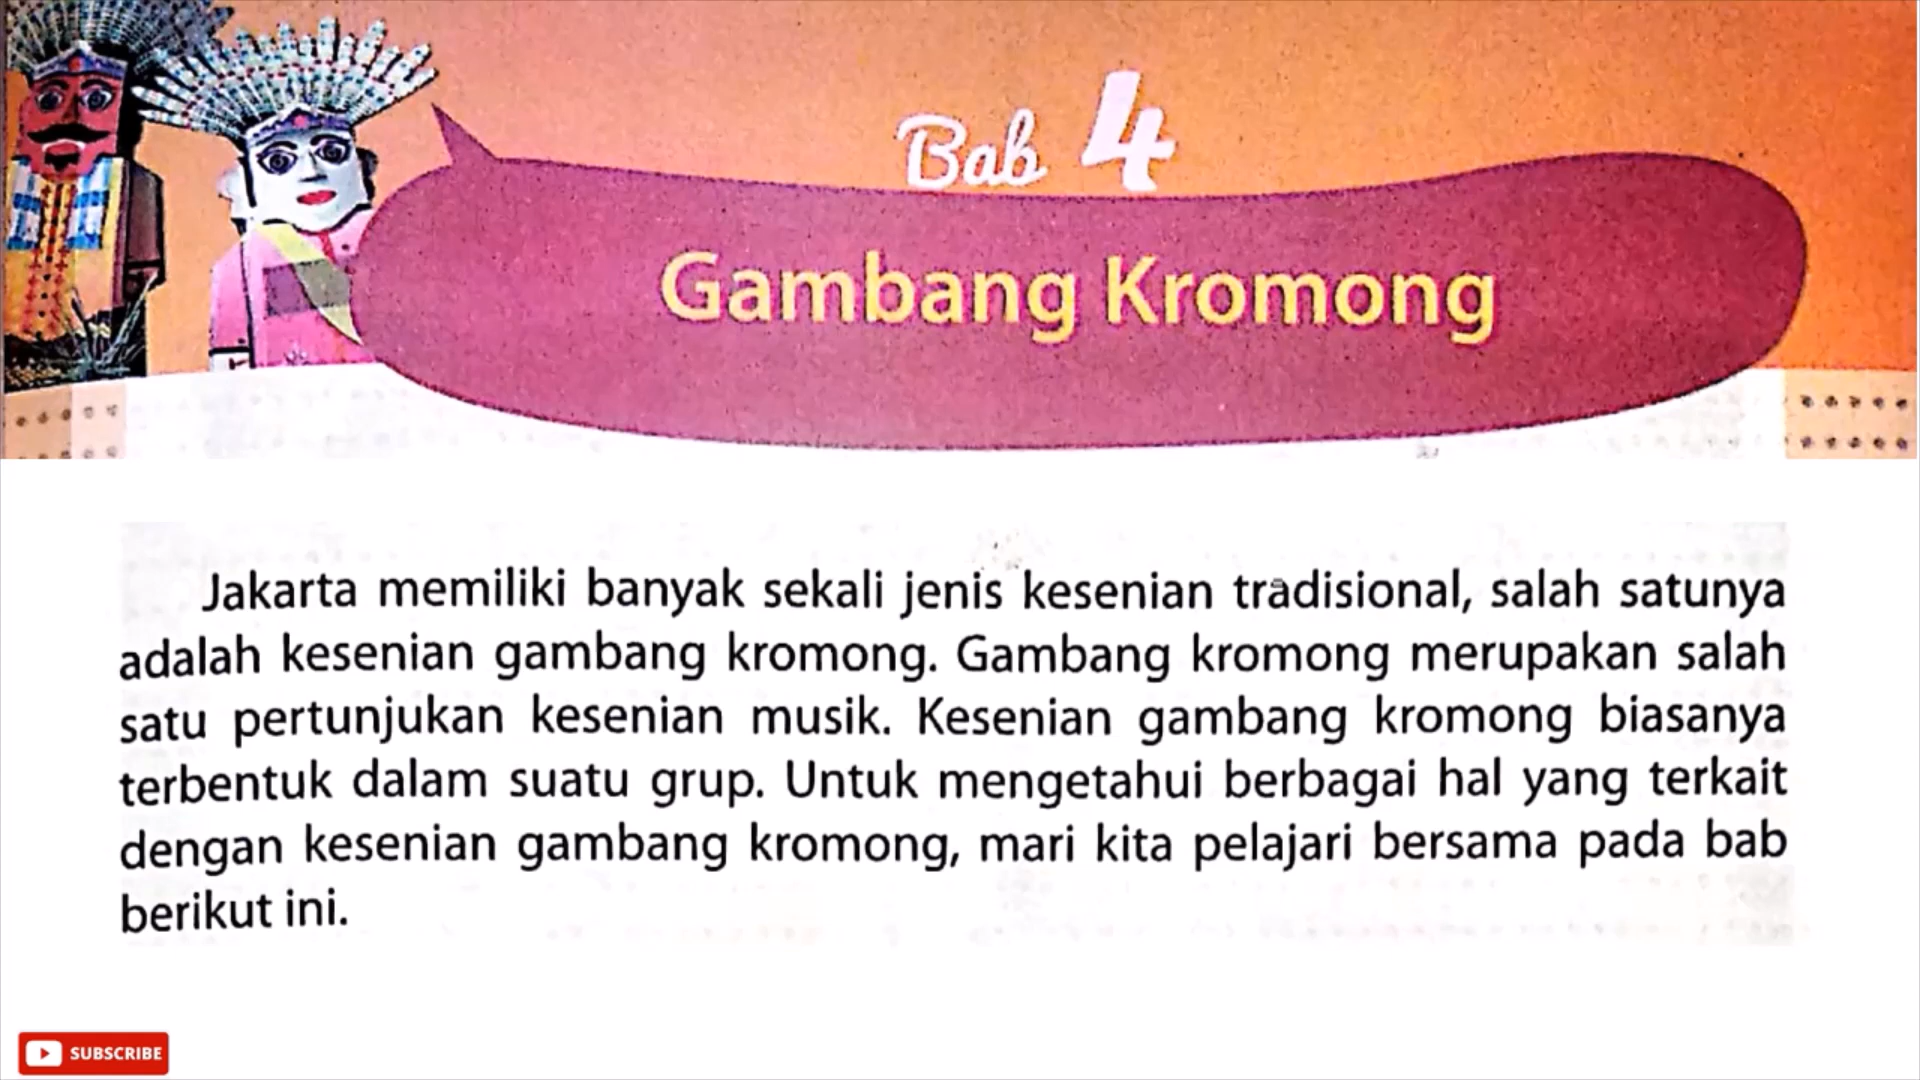 Bab 4
Gambang Kromong
Jakarta memiliki banyak sekali jenis kesenian tradisional, salah satunya
adalah kesenian gambang kromong. Gambang kromong merupakan salah
satu pertunjukan kesenian musik. Kesenian gambang kromong biasanya
terbentuk dalam suatu grup. Untuk mengetahui berbagai hal yang terkait
dengan kesenian gambang kromong, mari kita pelajari bersama pada bab
berikut ini.
SUBSCRIBE